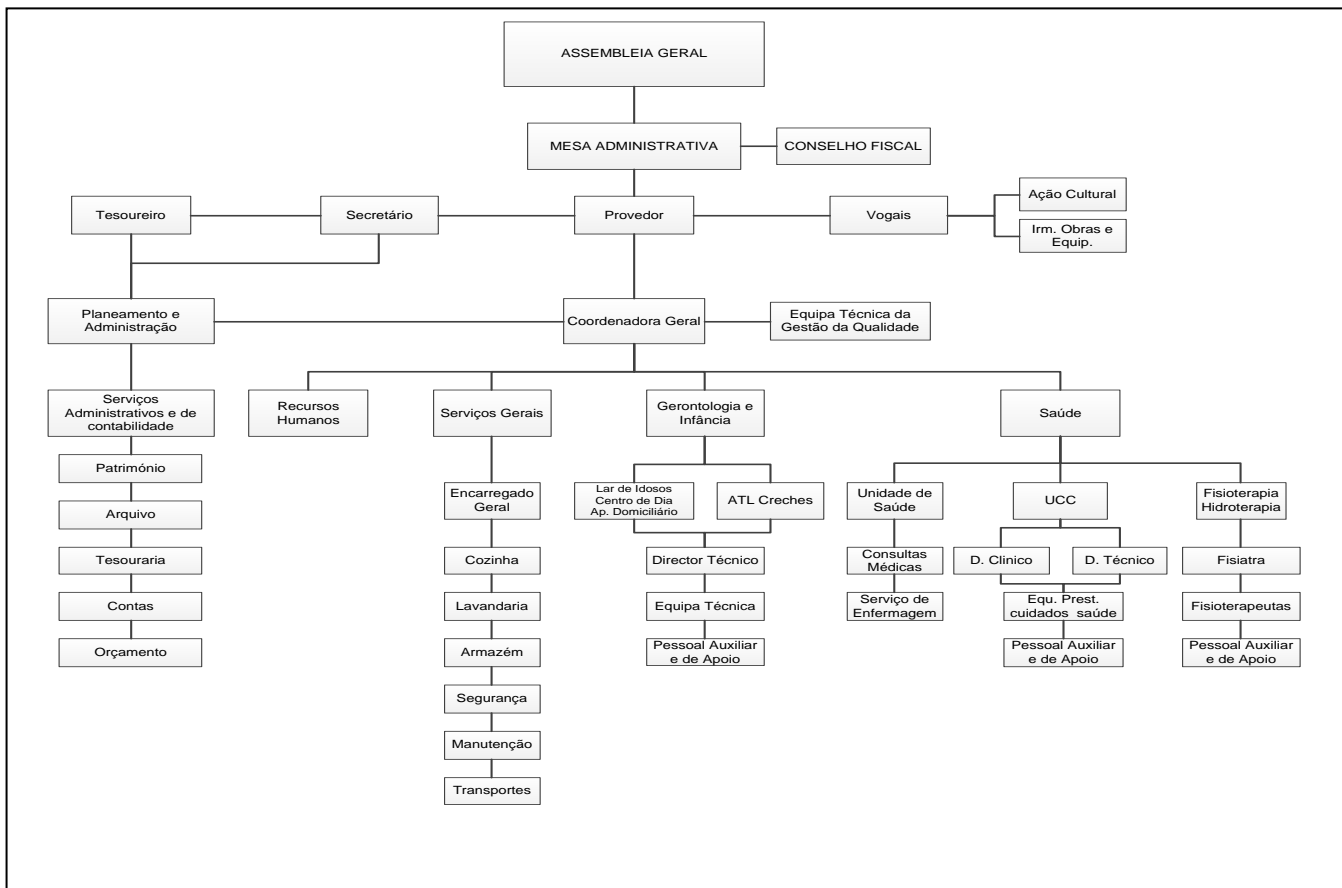 ASSEMBLEIA GERAL
MESA ADMINISTRATIVA
CONSELHO FISCAL
Tesoureiro
Secretário
Provedor
Vogais
Ação Cultural
Irm. Obras e
Equip.
Planeamento e
Administração
Coordenadora Geral
Equipa Técnica da
Gestão da Qualidade
Serviços
Administrativos e de
contabilidade
Património
Arquivo
Tesouraria
Contas
Orçamento
Recursos
Humanos
Serviços Gerais
Encarregado
Geral
Cozinha
Lavandaria
Armazém
Segurança
Manutenção
Transportes
Gerontologia e
Infância
Lar de Idosos
Centro de Dia
Ap. Domiciliário
ATL Creches
Director Técnico
Equipa Técnica
Pessoal Auxiliar
e de Apoio
Saúde
Unidade de
Saúde
Consultas
Médicas
Serviço de
Enfermagem
UCC
D. Clinico
D. Técnico
Equ. Prest.
cuidados saúde
Pessoal Auxiliar
e de Apoio
Fisioterapia
Hidroterapia
Fisiatra
Fisioterapeutas
Pessoal Auxiliar
e de Apoio